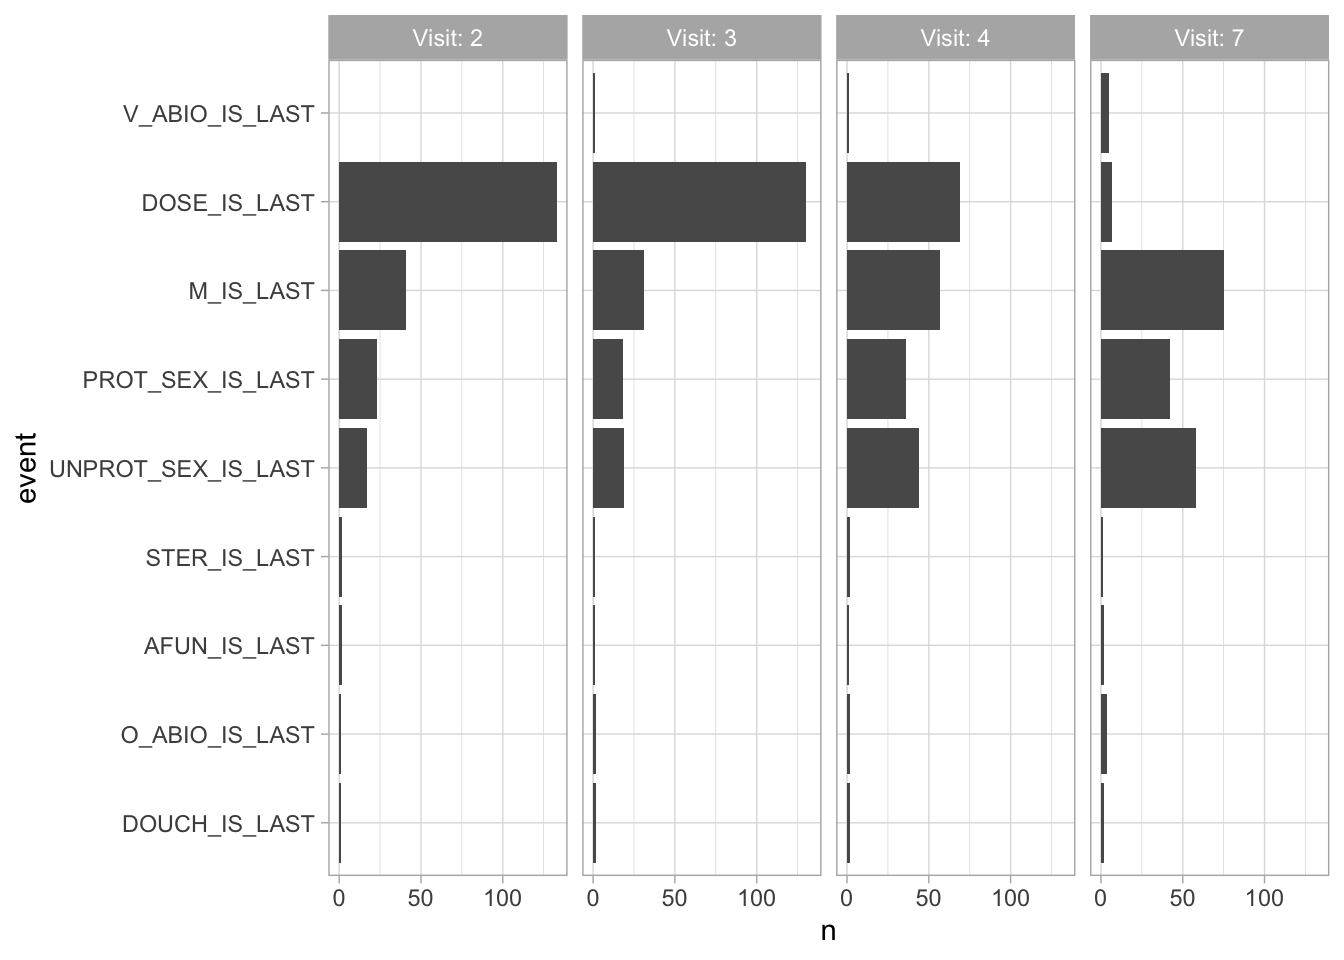 Visit: 2 Visit: 3 Visit: 4 Visit: 7
V_ABIO_IS_LAST
DOSE_IS_LAST
M_IS_LAST
PROT_SEX_IS_LAST
UNPROT_SEX_IS_LAST
STER_IS_LAST
AFUN_IS_LAST
O_ABIO_IS_LAST
DOUCH_IS_LAST
event
0 50 100 0 50 100 0 50 100 0 50 100
n